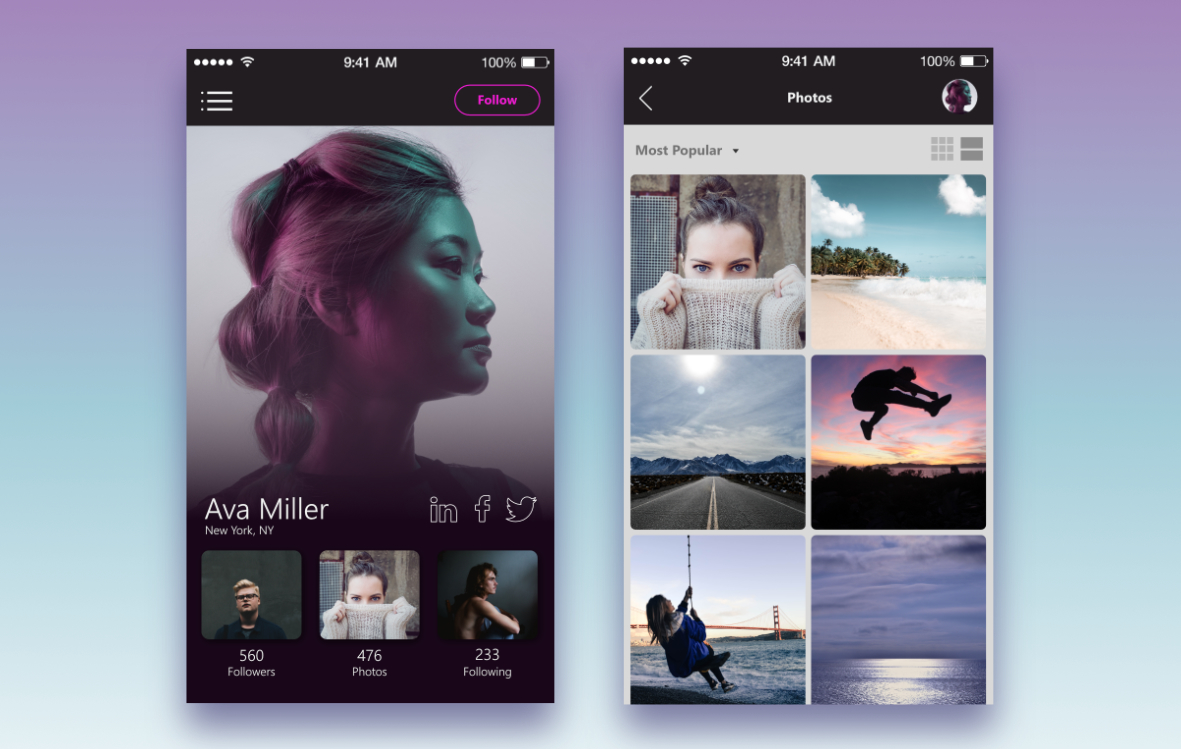 9:41 AM
100%
Follow
Ava Miller
New York, NY
in f
560
Followers
476
Photos
233
Following
9:41 AM
100%
Photos
Most Popular